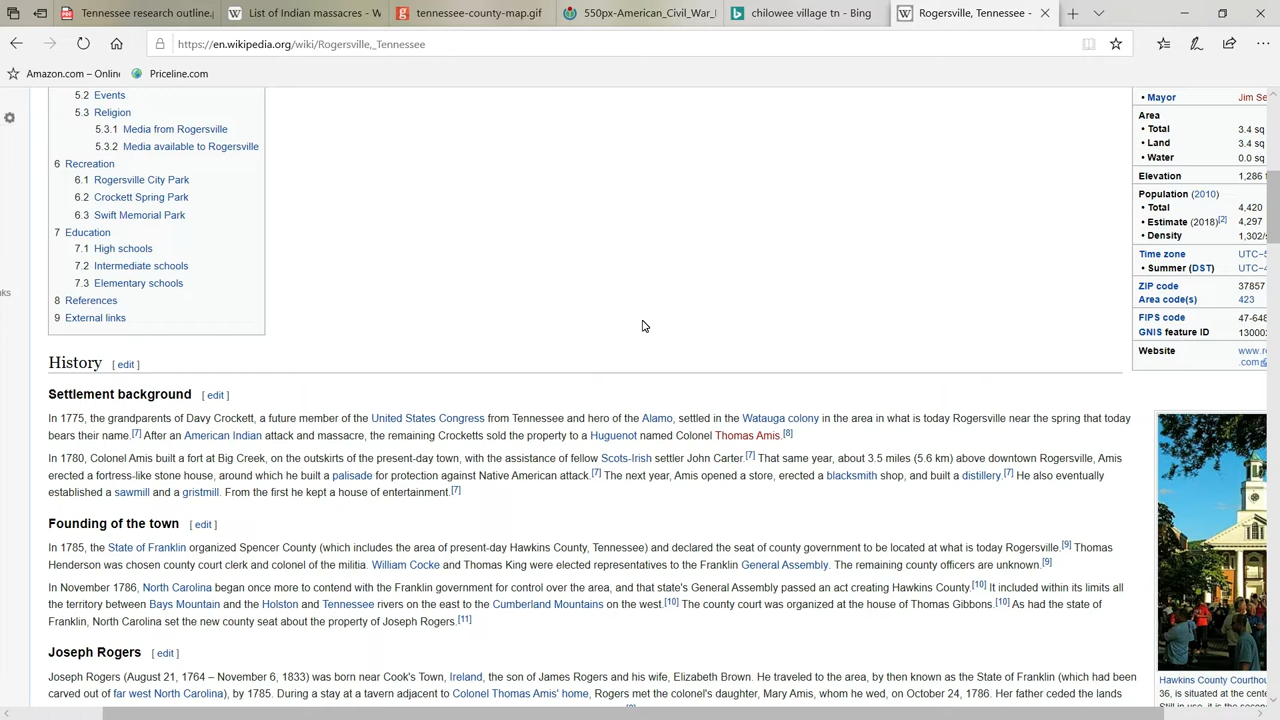 Tennessee research outline,
List of Indian massacres - W
tennessee-county-map.gif
550px-American_Civil_War_I
chilowee village tn - Bing
Rogersville, Tennessee -
https://en.wikipedia.org/wiki/Rogersville,_Tennessee
Amazon.com – Online
Priceline.com
5.2 Events
5.3 Religion
5.3.1 Media from Rogersville
5.3.2 Media available to Rogersville
6 Recreation
6.1 Rogersville City Park
6.2 Crockett Spring Park
6.3 Swift Memorial Park
7 Education
7.1 High schools
7.2 Intermediate schools
7.3 Elementary schools
8 References
9 External links
nks
• Mayor Jim Se
Area
• Total 3.4 sq
• Land 3.4 sq
• Water 0.0 sq
Elevation 1,286 f
Population (2010)
• Total 4,420
• Estimate (2018)[2] 4,297
• Density 1,302/s
Time zone UTC−5
• Summer (DST) UTC−4
ZIP code 37857
Area code(s) 423
FIPS code 47-648
GNIS feature ID 13000
Website www.ro
.com
History [ edit ]
Settlement background [ edit ]
In 1775, the grandparents of Davy Crockett, a future member of the United States Congress from Tennessee and hero of the Alamo, settled in the Watauga colony in the area in what is today Rogersville near the spring that today
bears their name.[7] After an American Indian attack and massacre, the remaining Crocketts sold the property to a Huguenot named Colonel Thomas Amis.[8]
In 1780, Colonel Amis built a fort at Big Creek, on the outskirts of the present-day town, with the assistance of fellow Scots-Irish settler John Carter.[7] That same year, about 3.5 miles (5.6 km) above downtown Rogersville, Amis
erected a fortress-like stone house, around which he built a palisade for protection against Native American attack.[7] The next year, Amis opened a store, erected a blacksmith shop, and built a distillery.[7] He also eventually
established a sawmill and a gristmill. From the first he kept a house of entertainment.[7]
Founding of the town [ edit ]
In 1785, the State of Franklin organized Spencer County (which includes the area of present-day Hawkins County, Tennessee) and declared the seat of county government to be located at what is today Rogersville.[9] Thomas
Henderson was chosen county court clerk and colonel of the militia. William Cocke and Thomas King were elected representatives to the Franklin General Assembly. The remaining county officers are unknown.[9]
In November 1786, North Carolina began once more to contend with the Franklin government for control over the area, and that state's General Assembly passed an act creating Hawkins County.[10] It included within its limits all
the territory between Bays Mountain and the Holston and Tennessee rivers on the east to the Cumberland Mountains on the west.[10] The county court was organized at the house of Thomas Gibbons.[10] As had the state of
Franklin, North Carolina set the new county seat about the property of Joseph Rogers.[11]
Joseph Rogers [ edit ]
Joseph Rogers (August 21, 1764 – November 6, 1833) was born near Cook's Town, Ireland, the son of James Rogers and his wife, Elizabeth Brown. He traveled to the area, by then known as the State of Franklin (which had been
carved out of far west North Carolina), by 1785. During a stay at a tavern adjacent to Colonel Thomas Amis' home, Rogers met the colonel's daughter, Mary Amis, whom he wed, on October 24, 1786. Her father ceded the lands
Hawkins County Courthou
36, is situated at the cente